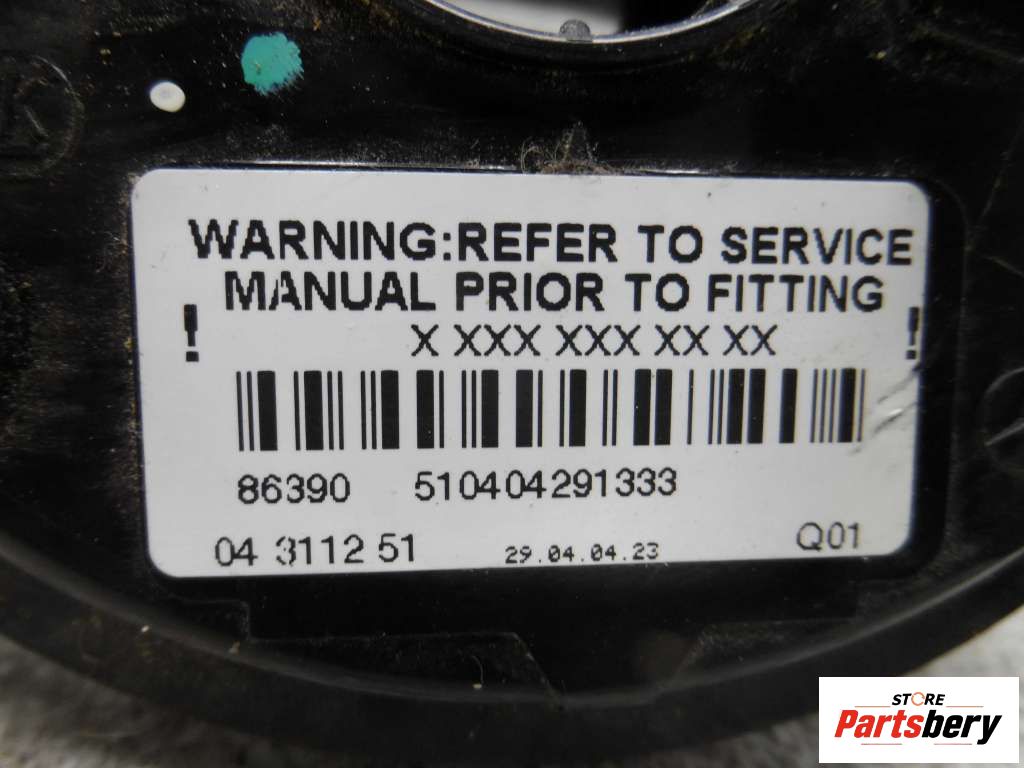 WARNING:REFER TO SERVICE
MANUAL PRIOR TO FITTING
! X XXX XXX XX XX !
86390 510404291333
04 3112 51 29.04.04.23 Q01
STORE
Partsbery